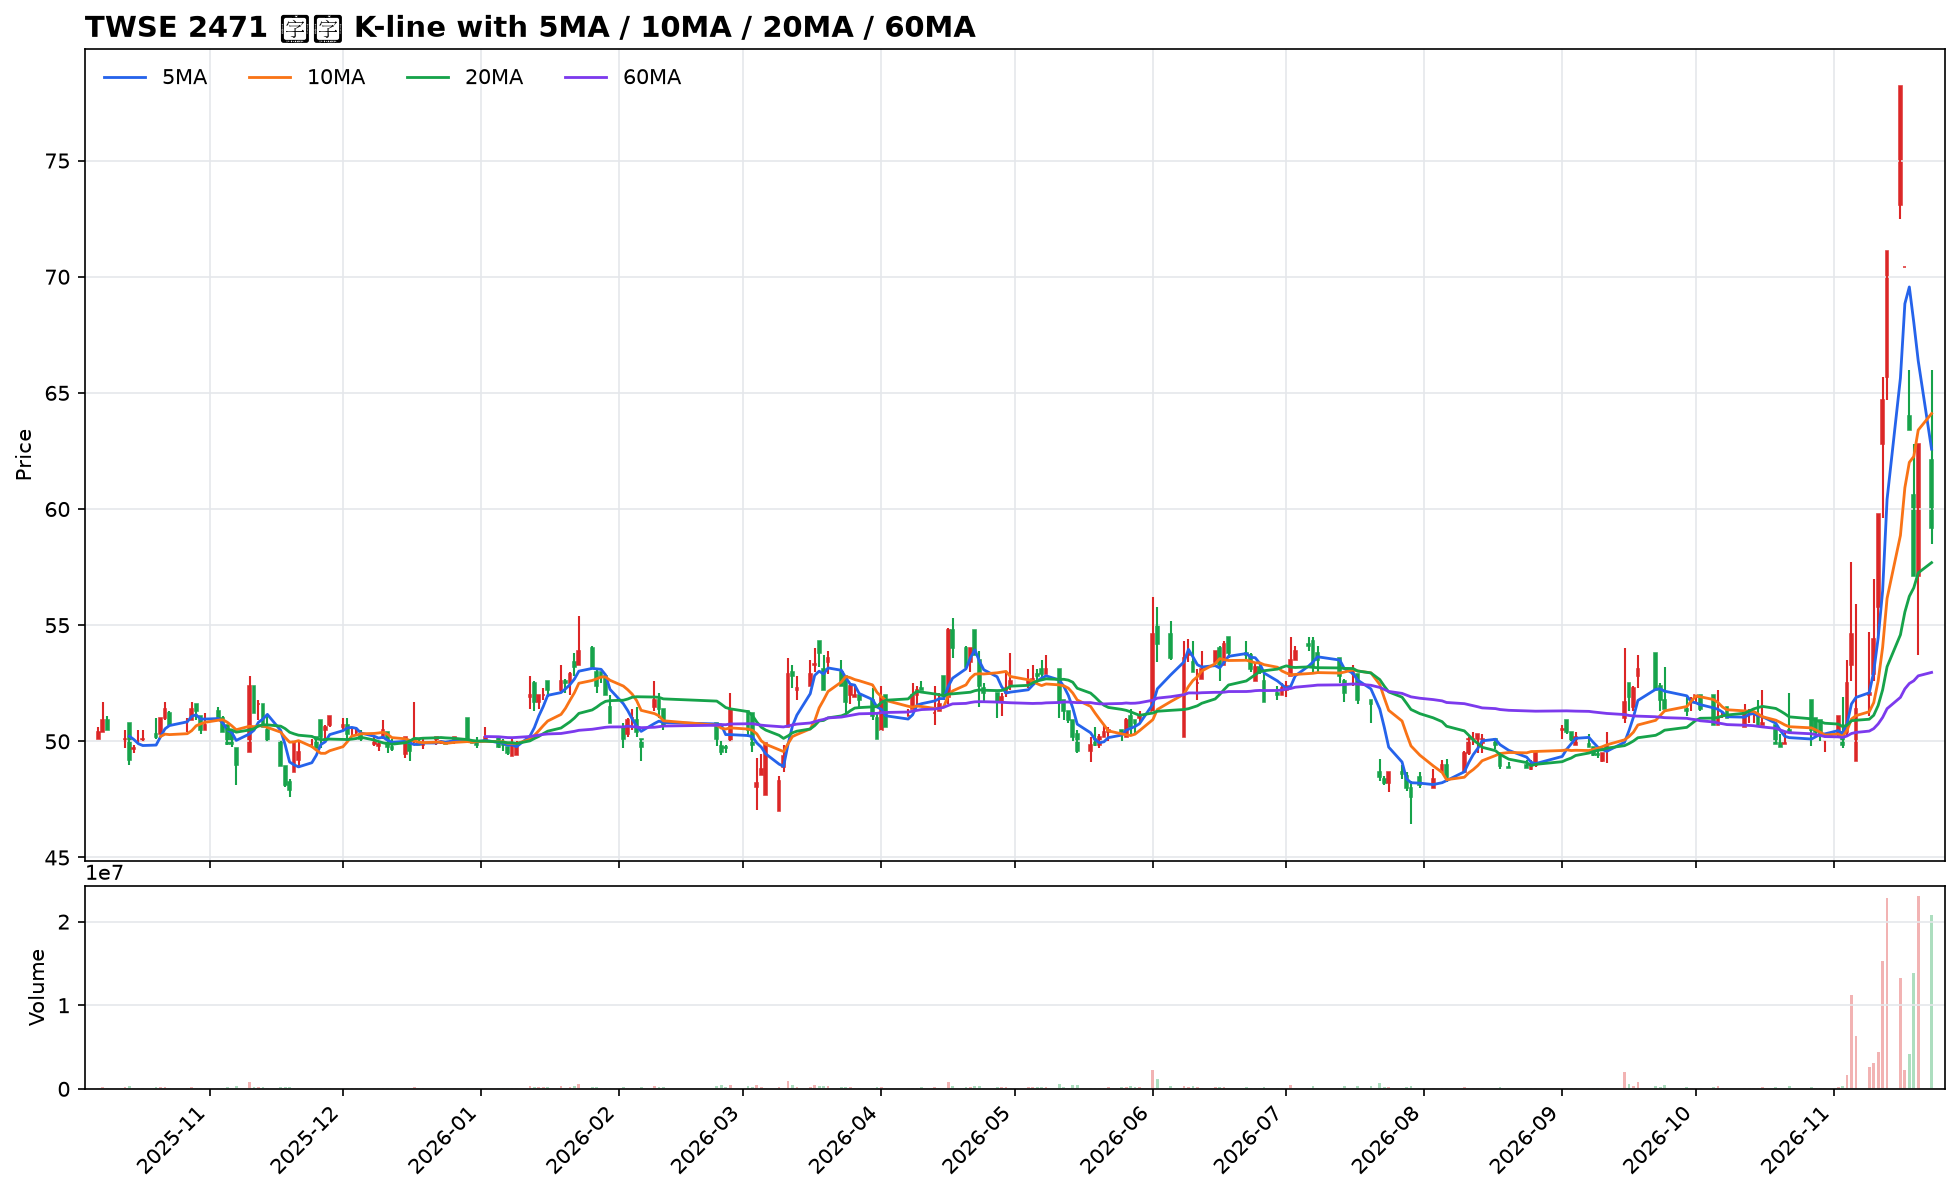 TWSE 2471 字字 K-line with 5MA / 10MA / 20MA / 60MA
5MA 10MA 20MA 60MA
75
70
65
60
55
50
45
Price
1e7
2
1
0
Volume
2025-11 2025-12 2026-01 2026-02 2026-03 2026-04 2026-05 2026-06 2026-07 2026-08 2026-09 2026-10 2026-11